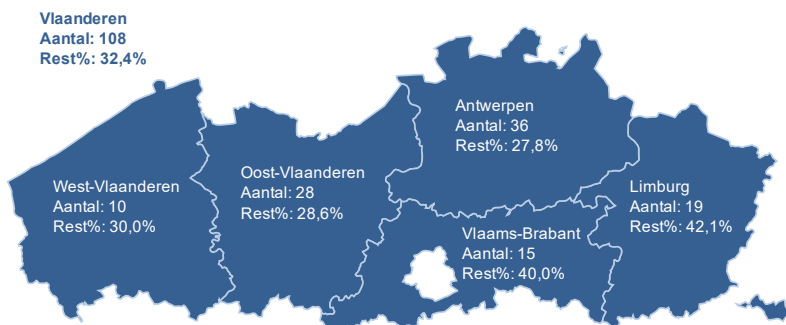 Vlaanderen
Aantal: 108
Rest%: 32,4%
Antwerpen
Aantal: 36
Rest%: 27,8%
West-Vlaanderen
Aantal: 10
Rest%: 30,0%
Oost-Vlaanderen
Aantal: 28
Rest%: 28,6%
Limburg
Aantal: 19
Rest%: 42,1%
Vlaams-Brabant
Aantal: 15
Rest%: 40,0%